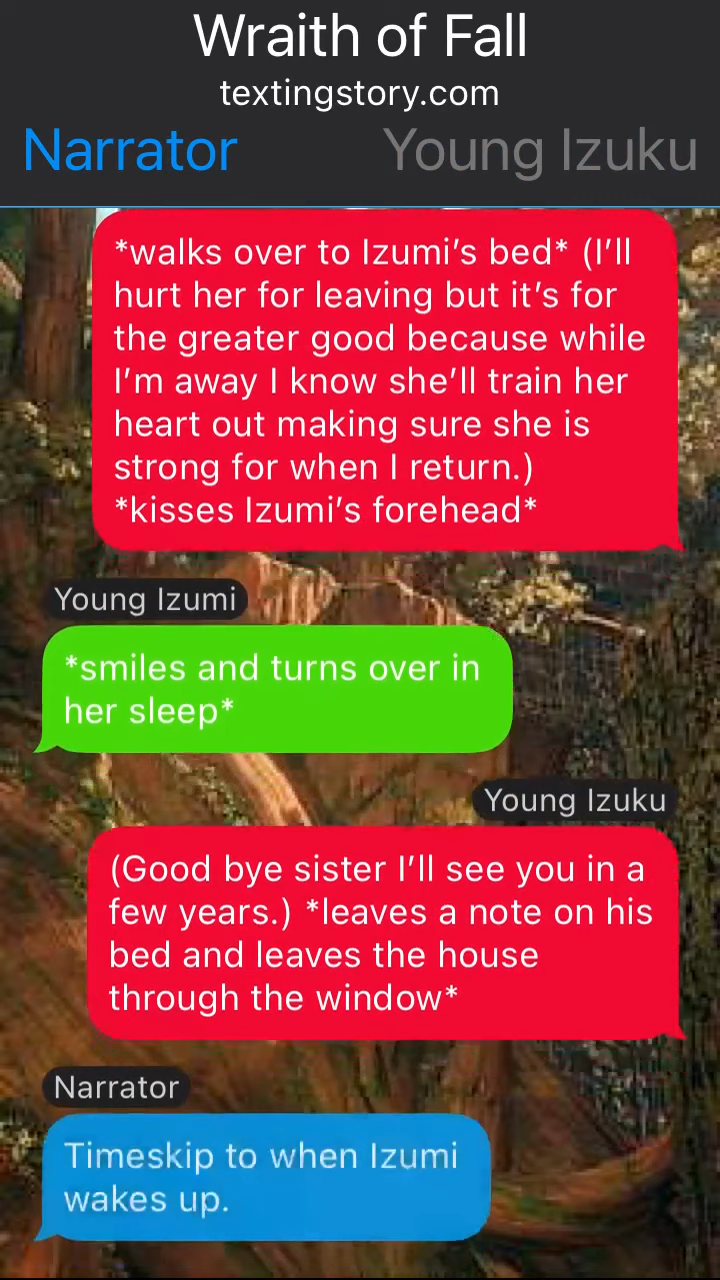 Wraith of Fall
textingstory.com
Narrator
Young Izuku
*walks over to Izumi’s bed* (I’ll
hurt her for leaving but it’s for
the greater good because while
I’m away I know she’ll train her
heart out making sure she is
strong for when I return.)
*kisses Izumi’s forehead*
Young Izumi
*smiles and turns over in
her sleep*
Young Izuku
(Good bye sister I’ll see you in a
few years.) *leaves a note on his
bed and leaves the house
through the window*
Narrator
Timeskip to when Izumi
wakes up.